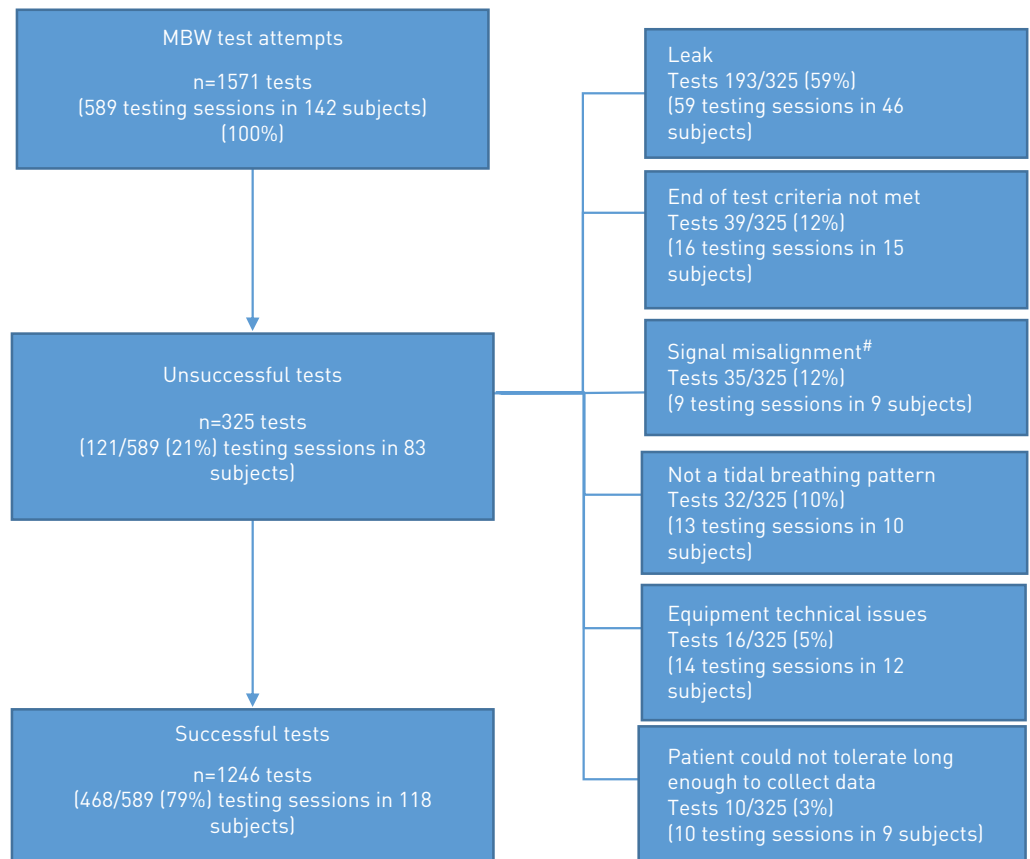 MBW test attempts
n=1571 tests
(589 testing sessions in 142 subjects)
(100%)
Unsuccessful tests
n=325 tests
(121/589 (21%) testing sessions in 83
subjects)
Successful tests
n=1246 tests
(468/589 (79%) testing sessions in 118
subjects)
Leak
Tests 193/325 (59%)
(59 testing sessions in 46
subjects)
End of test criteria not met
Tests 39/325 (12%)
(16 testing sessions in 15
subjects)
Signal misalignment#
Tests 35/325 (12%)
(9 testing sessions in 9 subjects)
Not a tidal breathing pattern
Tests 32/325 (10%)
(13 testing sessions in 10
subjects)
Equipment technical issues
Tests 16/325 (5%)
(14 testing sessions in 12
subjects)
Patient could not tolerate long
enough to collect data
Tests 10/325 (3%)
(10 testing sessions in 9 subjects)